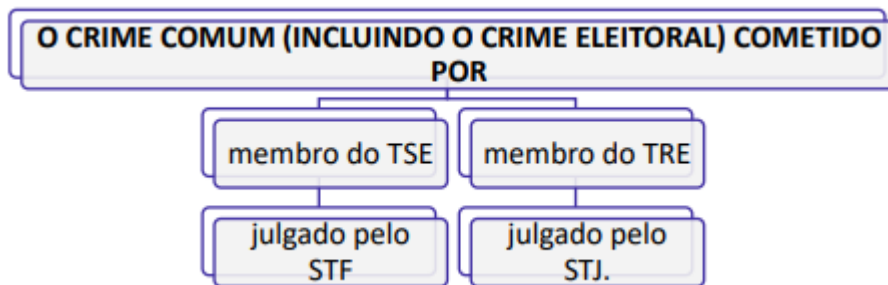 O CRIME COMUM (INCLUINDO O CRIME ELEITORAL) COMETIDO
POR
membro do TSE
membro do TRE
julgado pelo
STF
julgado pelo
STJ.